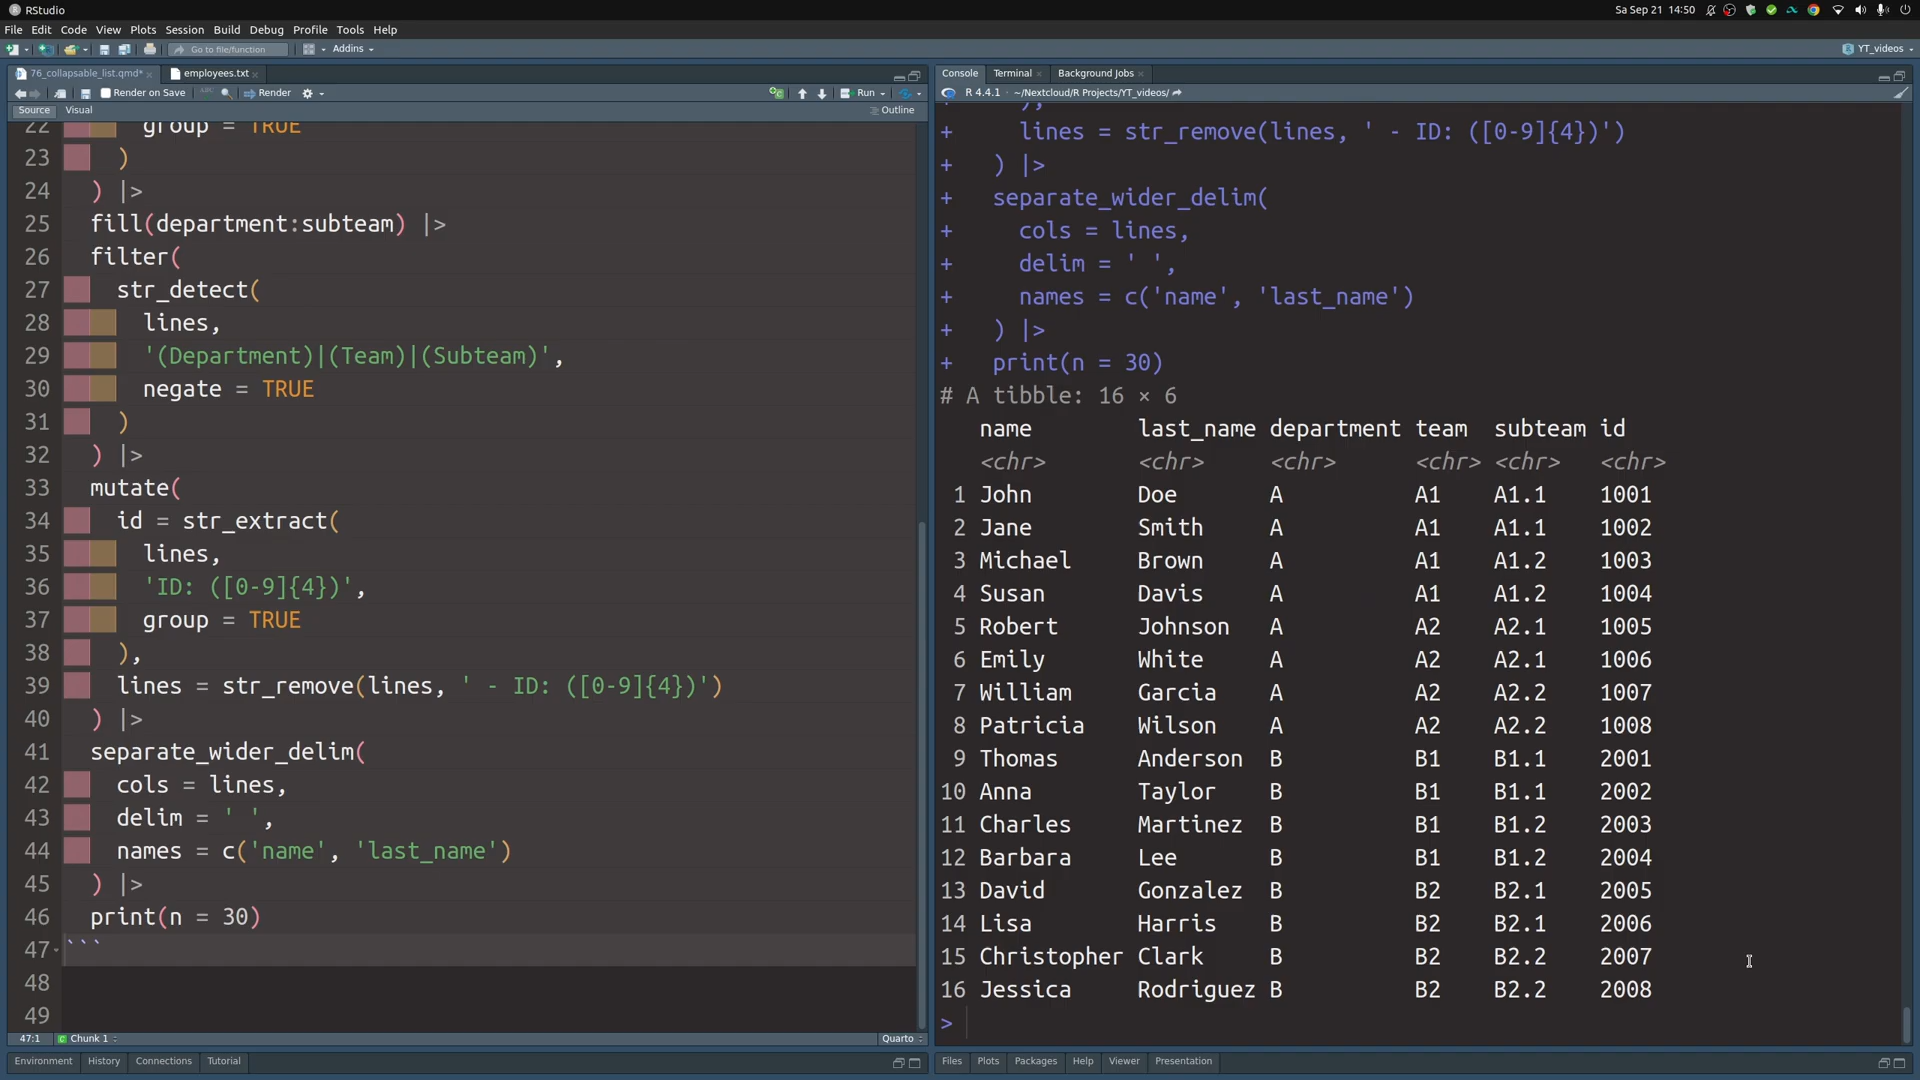 RStudio
Sa Sep 21 14:50
File Edit Code View Plots Session Build Debug Profile Tools Help
Go to file/function
Addins
YT_videos
76_collapsable_list.qmd*
employees.txt
Render on Save
Render
Run
Source Visual
Outline
22 group = TRUE
23 )
24 ) |>
25 fill(department:subteam) |>
26 filter(
27 str_detect(
28 lines,
29 '(Department)|(Team)|(Subteam)',
30 negate = TRUE
31 )
32 ) |>
33 mutate(
34 id = str_extract(
35 lines,
36 'ID: ([0-9]{4})',
37 group = TRUE
38 ),
39 lines = str_remove(lines, ' - ID: ([0-9]{4})')
40 ) |>
41 separate_wider_delim(
42 cols = lines,
43 delim = ' ',
44 names = c('name', 'last_name')
45 ) |>
46 print(n = 30)
47 ```
48
49
47:1 Chunk 1
Quarto
Environment History Connections Tutorial
Console Terminal Background Jobs
R 4.4.1 · ~/Nextcloud/R Projects/YT_videos/
+ ),
+ lines = str_remove(lines, ' - ID: ([0-9]{4})')
+ ) |>
+ separate_wider_delim(
+ cols = lines,
+ delim = ' ',
+ names = c('name', 'last_name')
+ ) |>
+ print(n = 30)
# A tibble: 16 × 6
name last_name department team subteam id
<chr> <chr> <chr> <chr> <chr> <chr>
1 John Doe A A1 A1.1 1001
2 Jane Smith A A1 A1.1 1002
3 Michael Brown A A1 A1.2 1003
4 Susan Davis A A1 A1.2 1004
5 Robert Johnson A A2 A2.1 1005
6 Emily White A A2 A2.1 1006
7 William Garcia A A2 A2.2 1007
8 Patricia Wilson A A2 A2.2 1008
9 Thomas Anderson B B1 B1.1 2001
10 Anna Taylor B B1 B1.1 2002
11 Charles Martinez B B1 B1.2 2003
12 Barbara Lee B B1 B1.2 2004
13 David Gonzalez B B2 B2.1 2005
14 Lisa Harris B B2 B2.1 2006
15 Christopher Clark B B2 B2.2 2007
16 Jessica Rodriguez B B2 B2.2 2008
>
Files Plots Packages Help Viewer Presentation